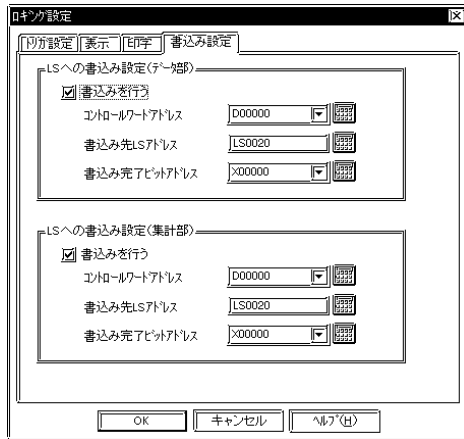 ﾛｷﾝｸﾞ設定
ﾄﾘｶﾞ設定 表示 印字 書込み設定
LSへの書込み設定(ﾃﾞｰﾀ部)
書込みを行う
ｺﾝﾄﾛｰﾙﾜｰﾄﾞｱﾄﾞﾚｽ D00000
書込み先LSｱﾄﾞﾚｽ LS0020
書込み完了ﾋﾞｯﾄｱﾄﾞﾚｽ X00000
LSへの書込み設定(集計部)
書込みを行う
ｺﾝﾄﾛｰﾙﾜｰﾄﾞｱﾄﾞﾚｽ D00000
書込み先LSｱﾄﾞﾚｽ LS0020
書込み完了ﾋﾞｯﾄｱﾄﾞﾚｽ X00000
OK キャンセル ﾍﾙﾌﾟ(H)